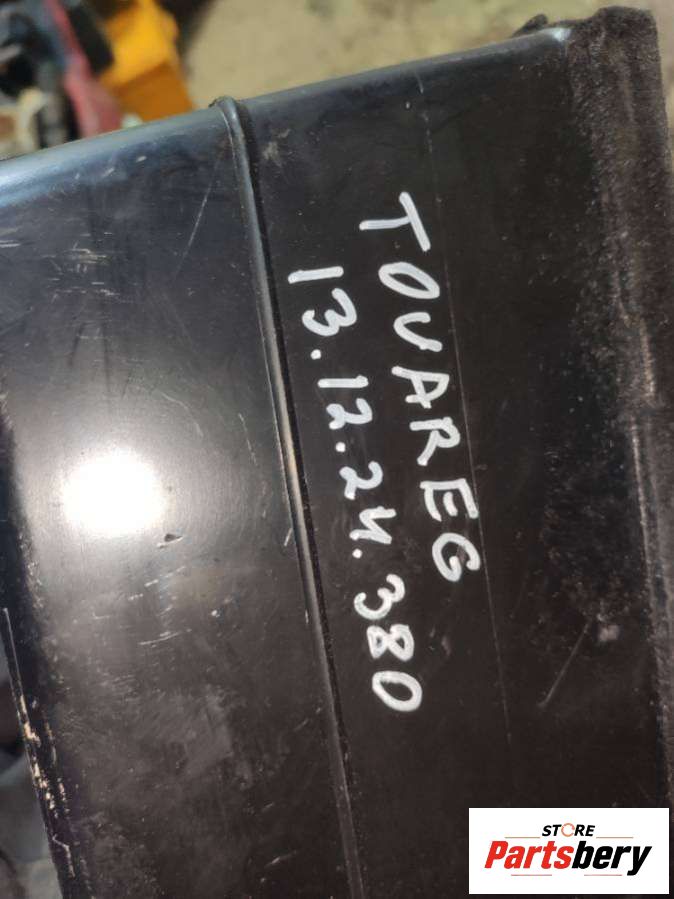 TOUAREG
13.12.24.380
STORE
Partsbery